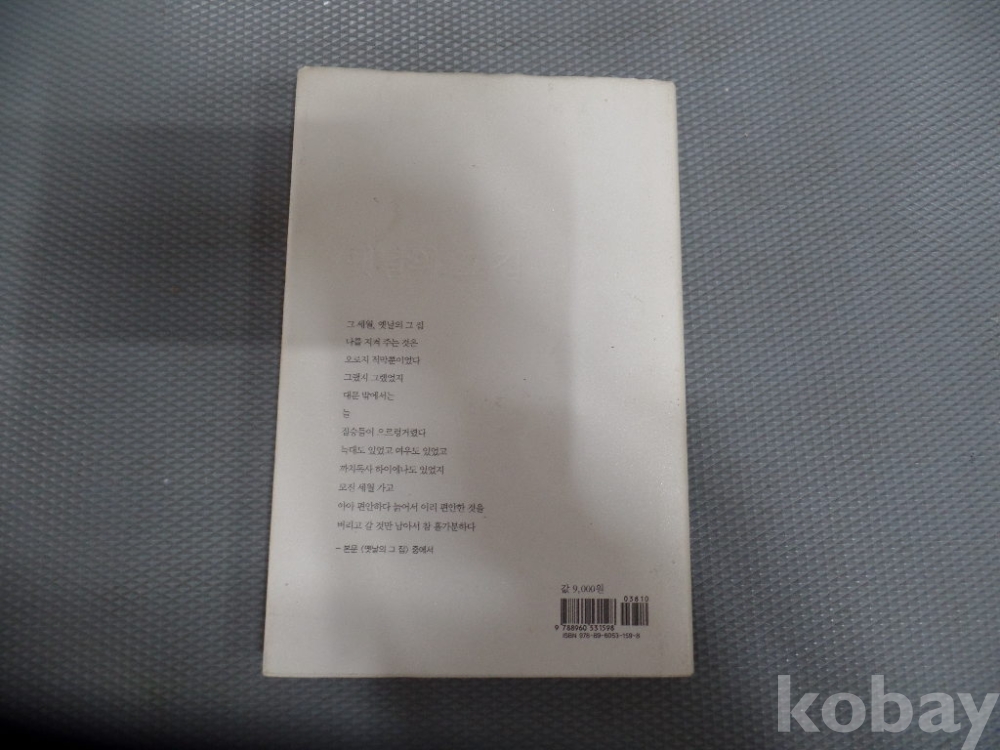 그 세월, 옛날의 그 집
나를 지켜 주는 것은
오로지 적막뿐이었다
그랬지 그랬었지
대문 밖에서는
늘
짐승들이 으르렁거렸다
늑대도 있었고 여우도 있었고
까치독사 하이에나도 있었지
모진 세월 가고
아아 편안하다 늙어서 이리 편안한 것을
버리고 갈 것만 남아서 참 홀가분하다
- 본문 〈옛날의 그 집〉 중에서
값 9,000원
03810
9 788960 531598
ISBN 978-89-6053-159-8
kobay